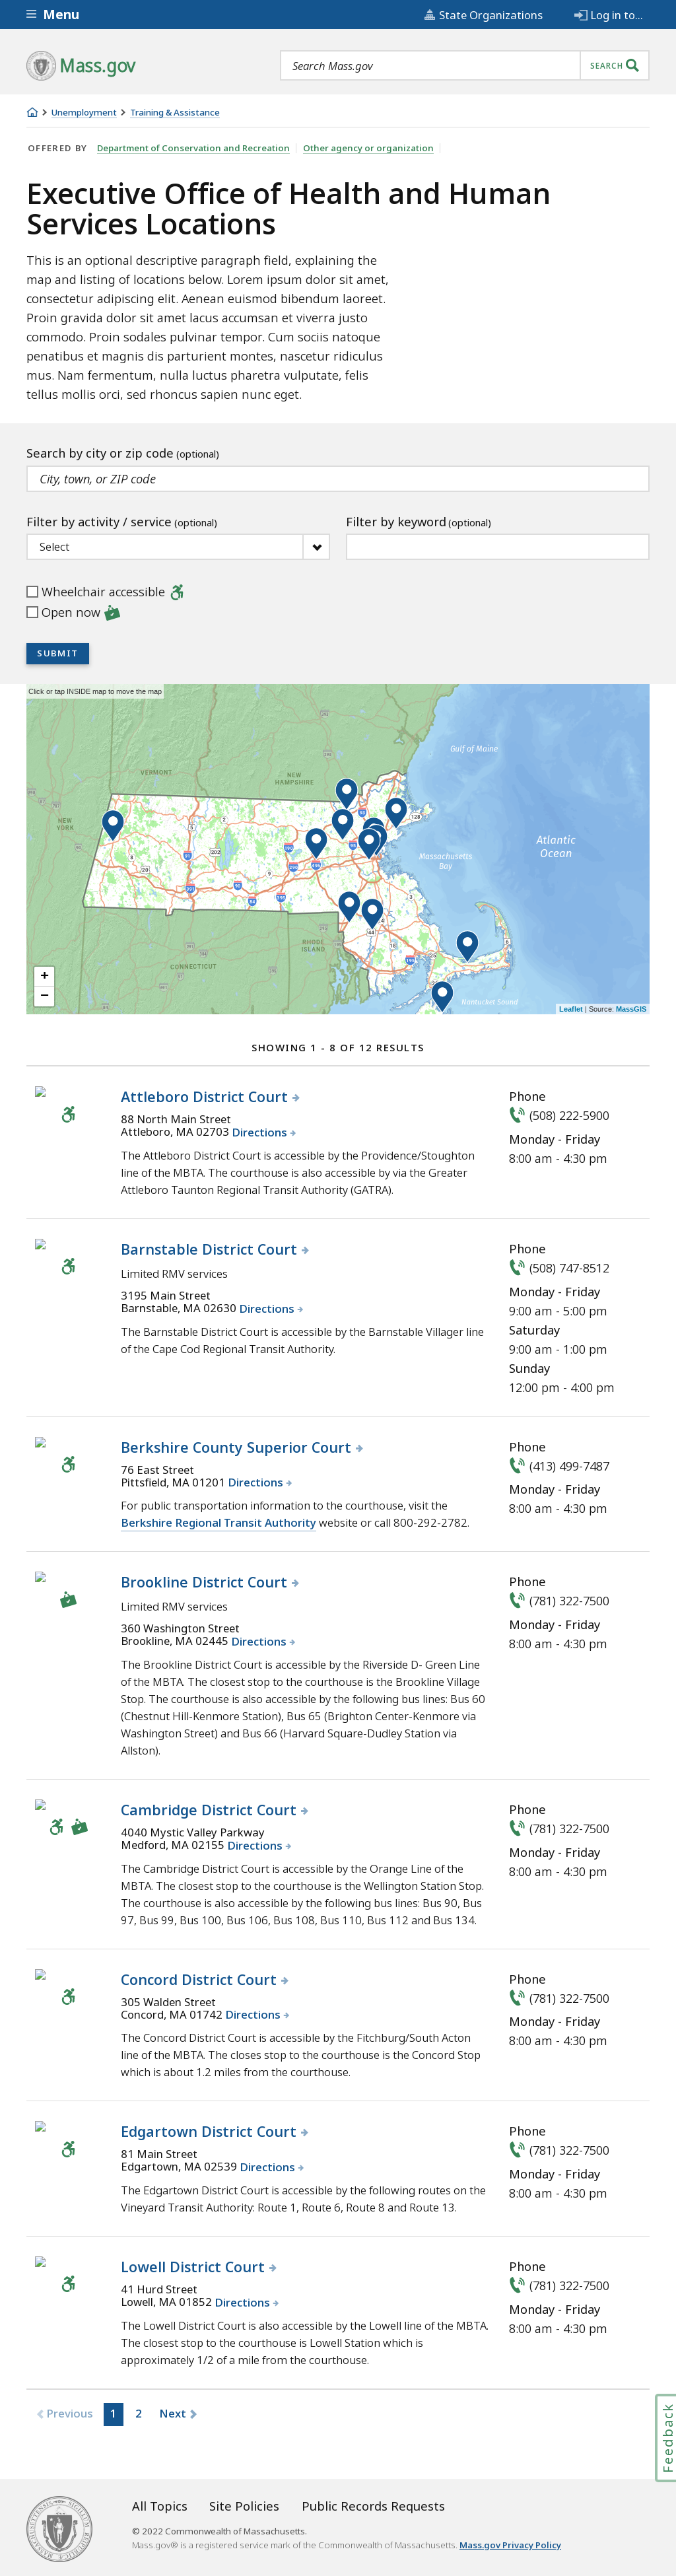 Menu
State Organizations
Log in to...
Mass.gov
Search Mass.gov
SEARCH
Unemployment
Training & Assistance
OFFERED BY
Department of Conservation and Recreation
Other agency or organization
Executive Office of Health and Human
Services Locations
This is an optional descriptive paragraph field, explaining the
map and listing of locations below. Lorem ipsum dolor sit amet,
consectetur adipiscing elit. Aenean euismod bibendum laoreet.
Proin gravida dolor sit amet lacus accumsan et viverra justo
commodo. Proin sodales pulvinar tempor. Cum sociis natoque
penatibus et magnis dis parturient montes, nascetur ridiculus
mus. Nam fermentum, nulla luctus pharetra vulputate, felis
tellus mollis orci, sed rhoncus sapien nunc eget.
Search by city or zip code (optional)
City, town, or ZIP code
Filter by activity / service (optional)
Filter by keyword (optional)
Select
Wheelchair accessible
Open now
SUBMIT
Click or tap INSIDE map to move the map
Gulf of Maine
VERMONT
NEW
HAMPSHIRE
NEW
YORK
Atlantic
Ocean
Massachusetts
Bay
RHODE
ISLAND
CONNECTICUT
Nantucket Sound
+
−
Leaflet | Source: MassGIS
SHOWING 1 - 8 OF 12 RESULTS
Attleboro District Court
88 North Main Street
Attleboro, MA 02703 Directions
The Attleboro District Court is accessible by the Providence/Stoughton
line of the MBTA. The courthouse is also accessible by via the Greater
Attleboro Taunton Regional Transit Authority (GATRA).
Phone
(508) 222-5900
Monday - Friday
8:00 am - 4:30 pm
Barnstable District Court
Limited RMV services
3195 Main Street
Barnstable, MA 02630 Directions
The Barnstable District Court is accessible by the Barnstable Villager line
of the Cape Cod Regional Transit Authority.
Phone
(508) 747-8512
Monday - Friday
9:00 am - 5:00 pm
Saturday
9:00 am - 1:00 pm
Sunday
12:00 pm - 4:00 pm
Berkshire County Superior Court
76 East Street
Pittsfield, MA 01201 Directions
For public transportation information to the courthouse, visit the
Berkshire Regional Transit Authority website or call 800-292-2782.
Phone
(413) 499-7487
Monday - Friday
8:00 am - 4:30 pm
Brookline District Court
Limited RMV services
360 Washington Street
Brookline, MA 02445 Directions
The Brookline District Court is accessible by the Riverside D- Green Line
of the MBTA. The closest stop to the courthouse is the Brookline Village
Stop. The courthouse is also accessible by the following bus lines: Bus 60
(Chestnut Hill-Kenmore Station), Bus 65 (Brighton Center-Kenmore via
Washington Street) and Bus 66 (Harvard Square-Dudley Station via
Allston).
Phone
(781) 322-7500
Monday - Friday
8:00 am - 4:30 pm
Cambridge District Court
4040 Mystic Valley Parkway
Medford, MA 02155 Directions
The Cambridge District Court is accessible by the Orange Line of the
MBTA. The closest stop to the courthouse is the Wellington Station Stop.
The courthouse is also accessible by the following bus lines: Bus 90, Bus
97, Bus 99, Bus 100, Bus 106, Bus 108, Bus 110, Bus 112 and Bus 134.
Phone
(781) 322-7500
Monday - Friday
8:00 am - 4:30 pm
Concord District Court
305 Walden Street
Concord, MA 01742 Directions
The Concord District Court is accessible by the Fitchburg/South Acton
line of the MBTA. The closes stop to the courthouse is the Concord Stop
which is about 1.2 miles from the courthouse.
Phone
(781) 322-7500
Monday - Friday
8:00 am - 4:30 pm
Edgartown District Court
81 Main Street
Edgartown, MA 02539 Directions
The Edgartown District Court is accessible by the following routes on the
Vineyard Transit Authority: Route 1, Route 6, Route 8 and Route 13.
Phone
(781) 322-7500
Monday - Friday
8:00 am - 4:30 pm
Lowell District Court
41 Hurd Street
Lowell, MA 01852 Directions
The Lowell District Court is also accessible by the Lowell line of the MBTA.
The closest stop to the courthouse is Lowell Station which is
approximately 1/2 of a mile from the courthouse.
Phone
(781) 322-7500
Monday - Friday
8:00 am - 4:30 pm
Previous
1
2
Next
Feedback
All Topics
Site Policies
Public Records Requests
© 2022 Commonwealth of Massachusetts.
Mass.gov® is a registered service mark of the Commonwealth of Massachusetts. Mass.gov Privacy Policy